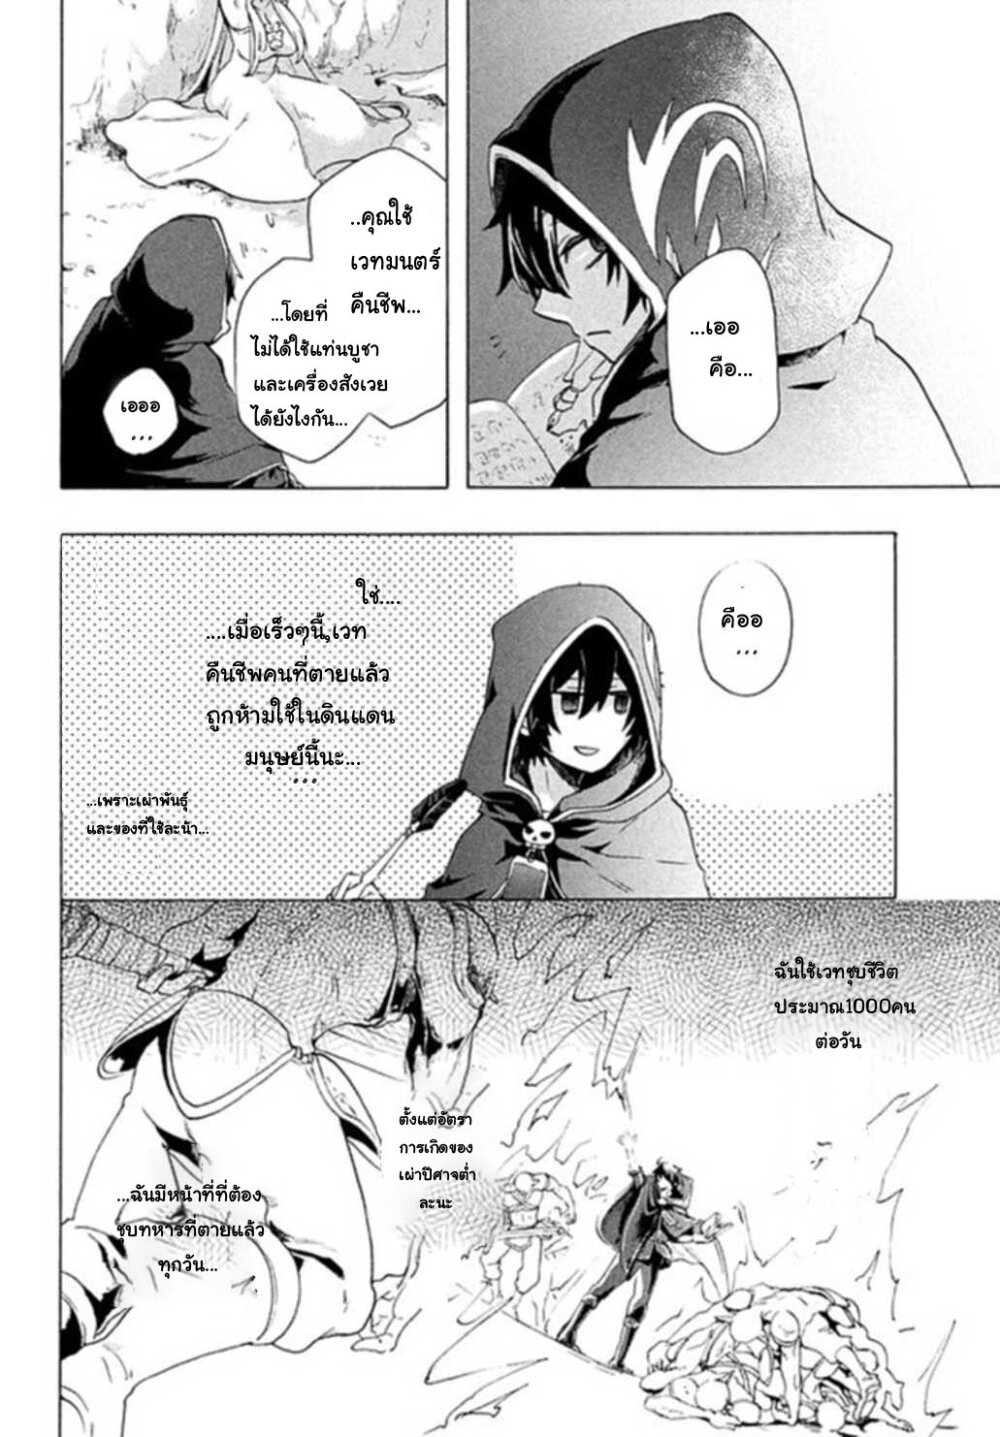 ...เออ
คือ...
..คุณใช้
เวทมนตร์
คืนชีพ...
...โดยที่
ไม่ได้ใช้แท่นบูชา
และเครื่องสังเวย
ได้ยังไงกัน...
เอออ
...
คืออ
...
ใช่....
....เมื่อเร็วๆนี้,เวท
คืนชีพคนที่ตายแล้ว
ถูกห้ามใช้ในดินแดน
มนุษย์นี้นะ...
...
...เพราะเผ่าพันธุ์
และของที่ใช้ละน้า...
ฉันใช้เวทชุบชีวิต
ประมาณ1000คน
ต่อวัน
ตั้งแต่อัตรา
การเกิดของ
เผ่าปีศาจต่ำ
ละนะ
...ฉันมีหน้าที่ที่ต้อง
ชุบทหารที่ตายแล้ว
ทุกวัน...